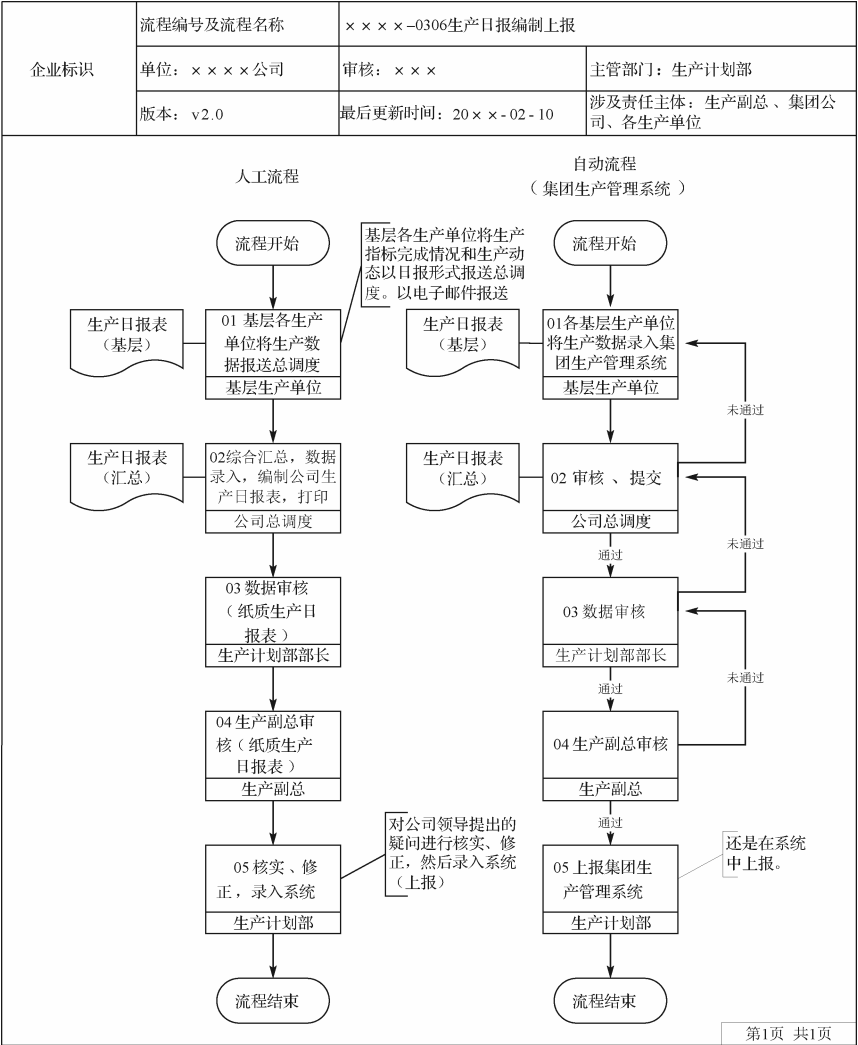 企业标识
流程编号及流程名称
××××-0306生产日报编制上报
单位：××××公司
审核：×××
主管部门：生产计划部
版本：v2.0
最后更新时间：20××-02-10
涉及责任主体：生产副总、集团公
司、各生产单位
人工流程
流程开始
基层各生产单位将生产
指标完成情况和生产动
态以日报形式报送总调
度。以电子邮件报送
生产日报表
（基层）
01 基层各生产
单位将生产数
据报送总调度
基层生产单位
生产日报表
（汇总）
02综合汇总，数据
录入，编制公司生
产日报表，打印
公司总调度
03 数据审核
（纸质生产日
报表）
生产计划部部长
04 生产副总审
核（纸质生产
日报表）
生产副总
对公司领导提出的
疑问进行核实、修
正，然后录入系统
（上报）
05 核实、修
正，录入系统
生产计划部
流程结束
自动流程
（集团生产管理系统）
流程开始
生产日报表
（基层）
01各基层生产单位
将生产数据录入集
团生产管理系统
基层生产单位
未通过
生产日报表
（汇总）
02 审核 、提交
公司总调度
通过
未通过
03 数据审核
生产计划部部长
通过
未通过
04 生产副总审核
生产副总
通过
还是在系统
中上报。
05 上报集团生
产管理系统
生产计划部
流程结束
第1页 共1页